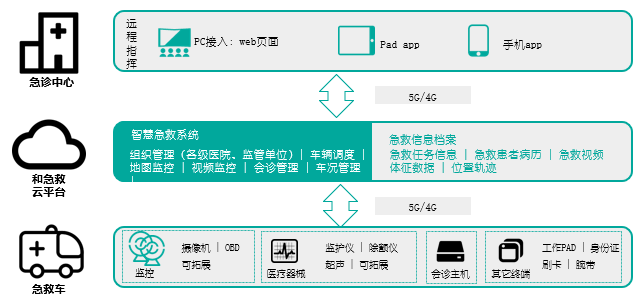 远程指挥
PC接入：web页面
Pad app
手机app
急诊中心
5G/4G
智慧急救系统
组织管理（各级医院、监管单位）| 车辆调度 |
地图监控 | 视频监控 | 会诊管理 | 车况管理
|
急救信息档案
急救任务信息 | 急救患者病历 | 急救视频
体征数据 | 位置轨迹
和急救
云平台
5G/4G
监控
摄像机 | OBD
可拓展
医疗器械
监护仪 | 除颤仪
超声 | 可拓展
会诊主机
其它终端
工作PAD | 身份证
刷卡 | 腕带
急救车